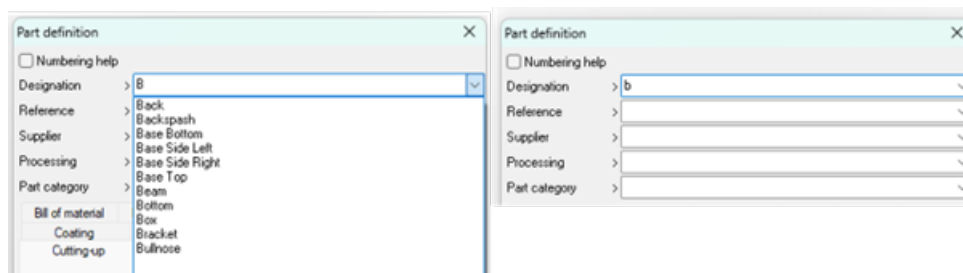 Part definition
Numbering help
Designation > B
Reference >
Supplier >
Processing >
Part category >
Back
Backspash
Base Bottom
Base Side Left
Base Side Right
Base Top
Beam
Bottom
Box
Bracket
Bullnose
Bill of material
Coating
Cutting-up
Part definition
Numbering help
Designation > b
Reference >
Supplier >
Processing >
Part category >